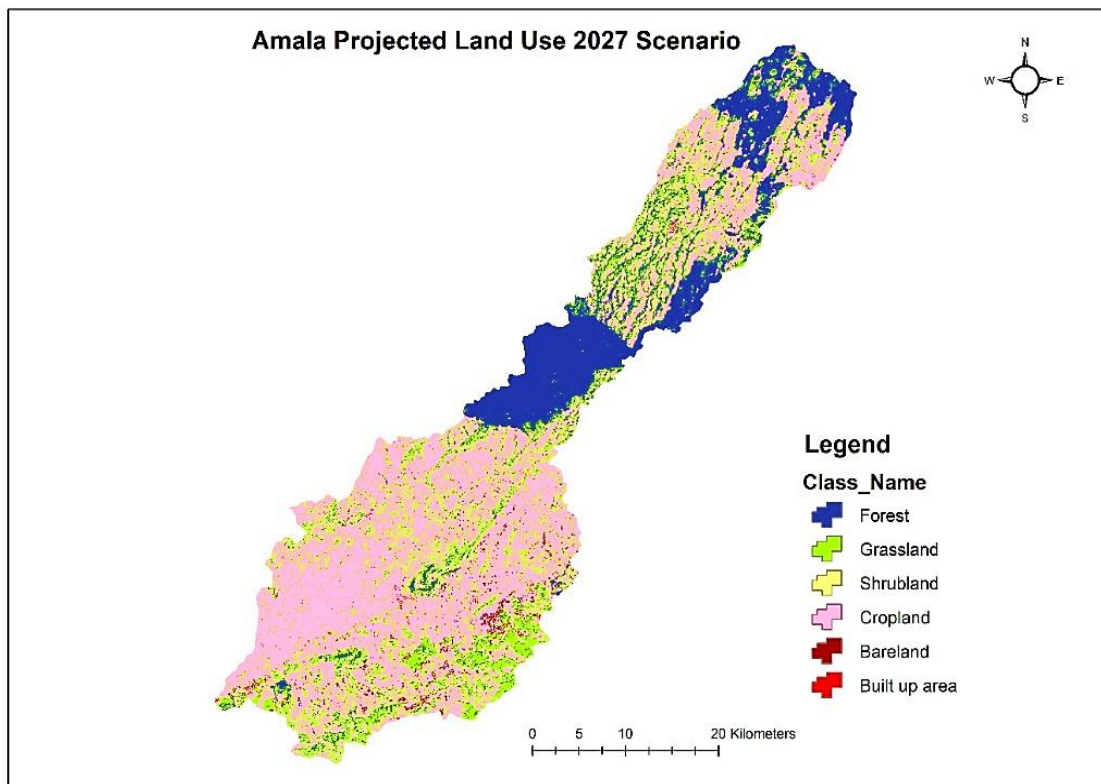 Amala Projected Land Use 2027 Scenario
N
W E
S
Legend
Class_Name
Forest
Grassland
Shrubland
Cropland
Bareland
Built up area
0 5 10 20 Kilometers